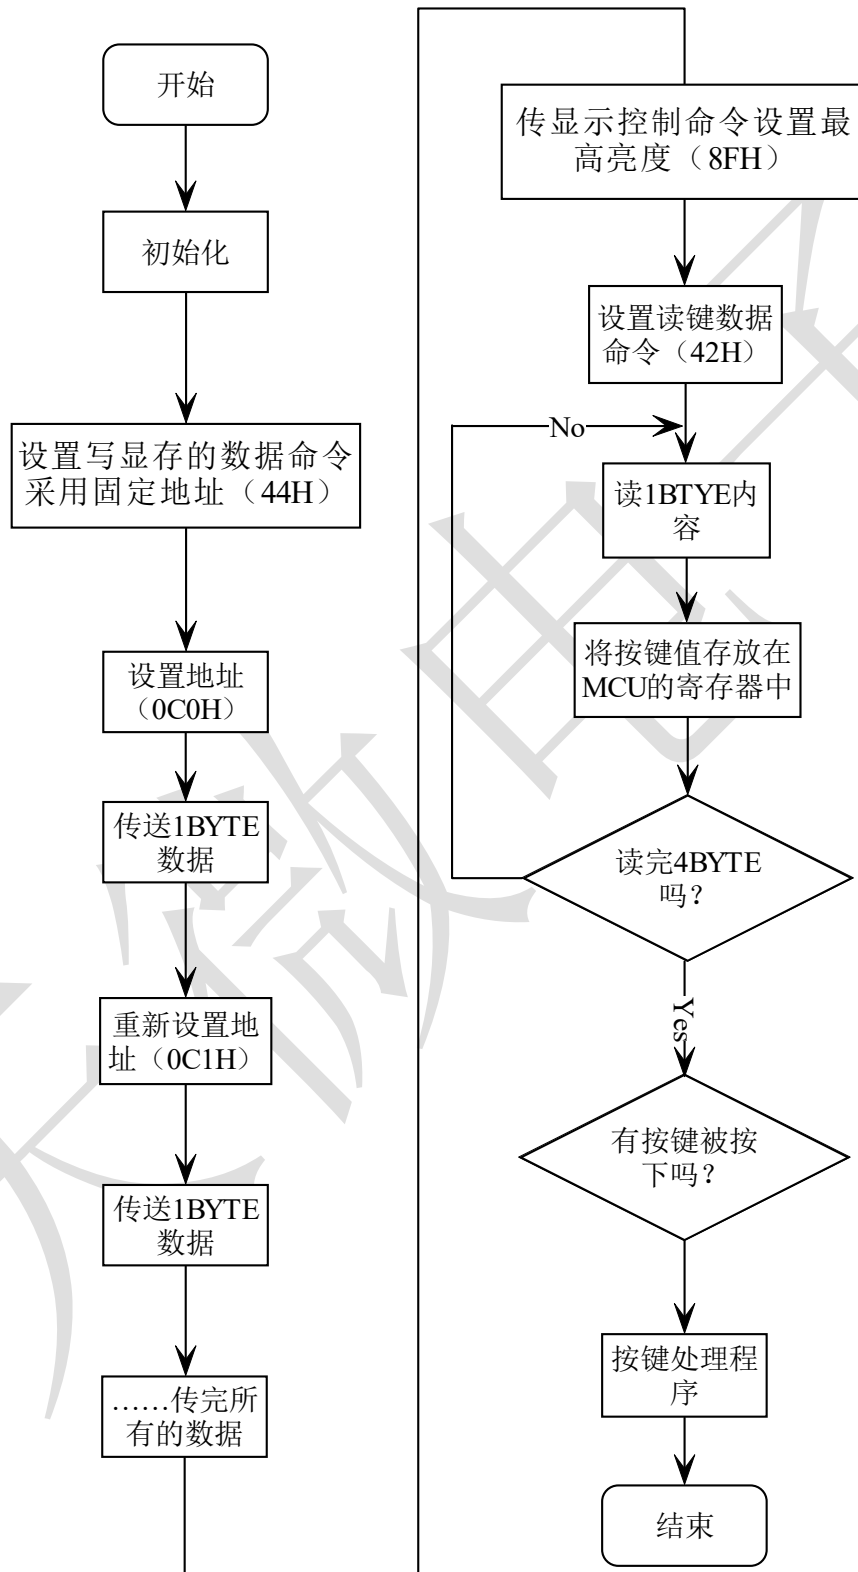 开始
初始化
设置写显存的数据命令
采用固定地址（44H）
设置地址
（0C0H）
传送1BYTE
数据
重新设置地
址（0C1H）
传送1BYTE
数据
……传完所
有的数据
传显示控制命令设置最
高亮度（8FH）
设置读键数据
命令（42H）
No
读1BTYE内
容
将按键值存放在
MCU的寄存器中
读完4BYTE
吗？
Yes
有按键被按
下吗？
按键处理程
序
结束
天微电子